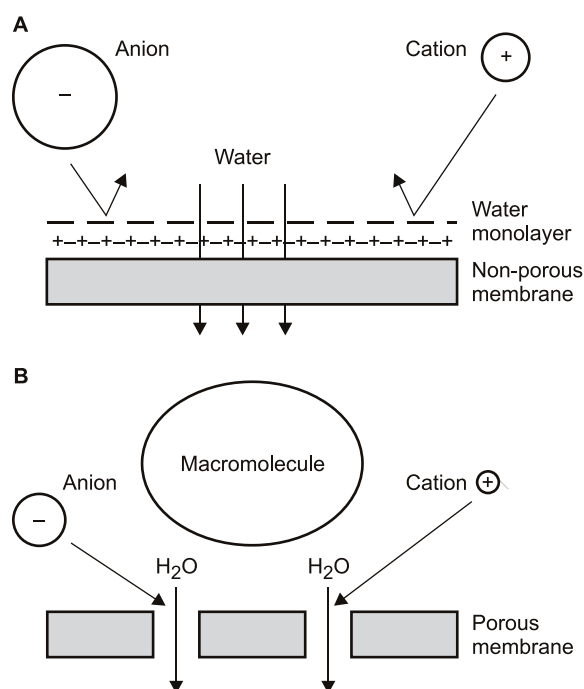 A
Anion
Cation
−
+
Water
Water
monolayer
+−+−+−+−+−+−+−+−+−+−+−+−+−+−+−+−+
Non-porous
membrane
B
Macromolecule
Anion
Cation +
−
H₂O H₂O
Porous
membrane